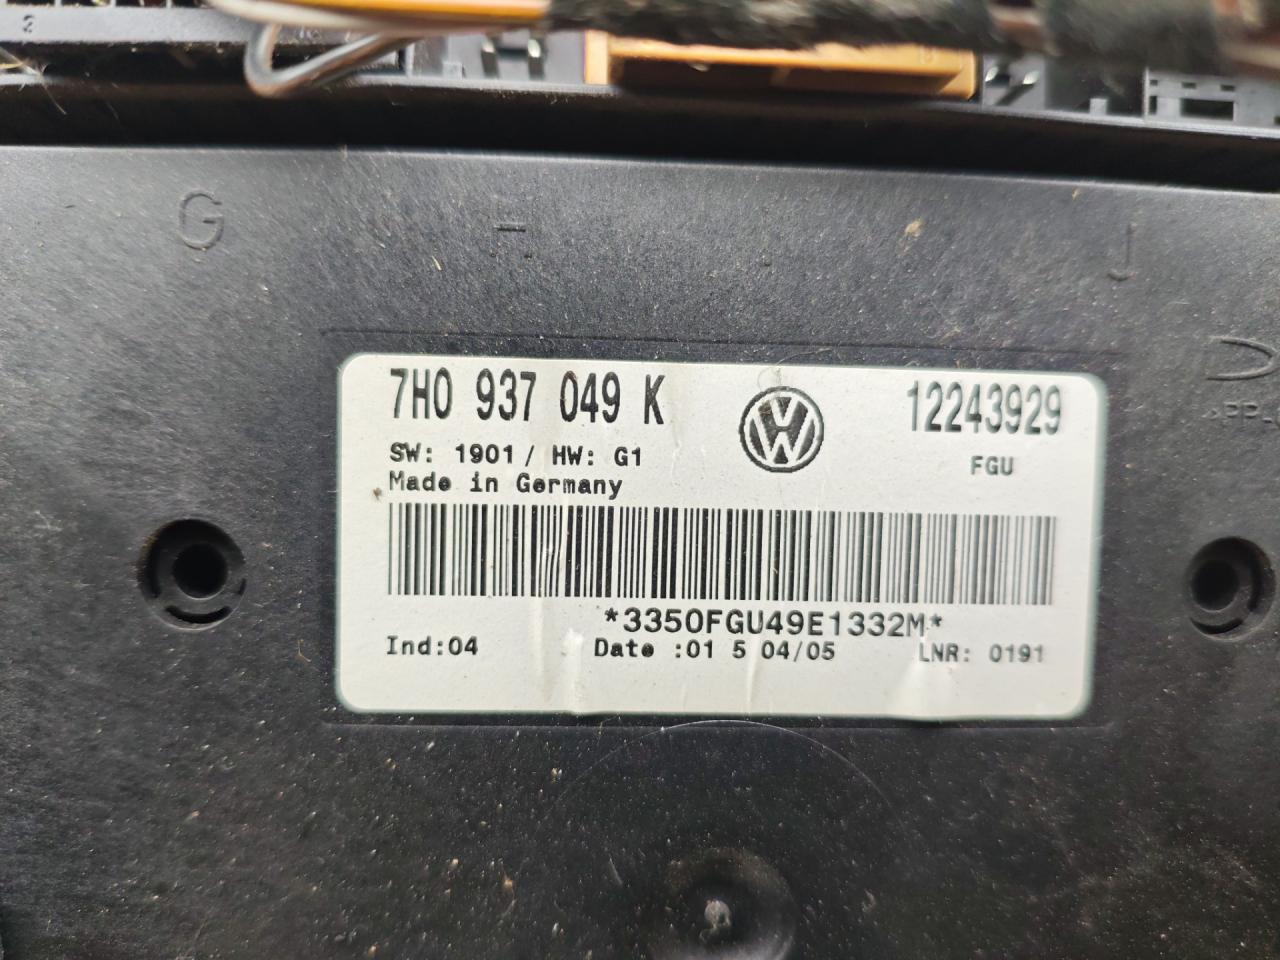 2
G
J
7H0 937 049 K
12243929
SW: 1901 / HW: G1
FGU
Made in Germany
*3350FGU49E1332M*
Ind:04
Date :01 5 04/05
LNR: 0191